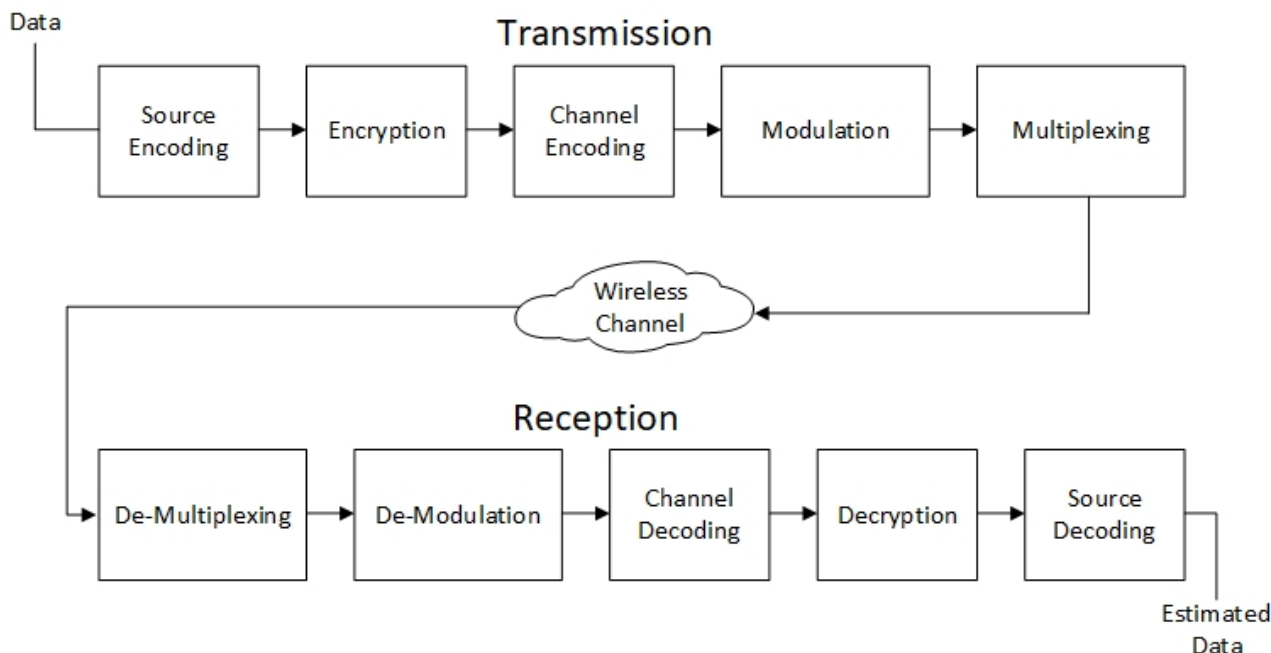 Data
Transmission
Source
Encoding
Encryption
Channel
Encoding
Modulation
Multiplexing
Wireless
Channel
Reception
De-Multiplexing
De-Modulation
Channel
Decoding
Decryption
Source
Decoding
Estimated
Data